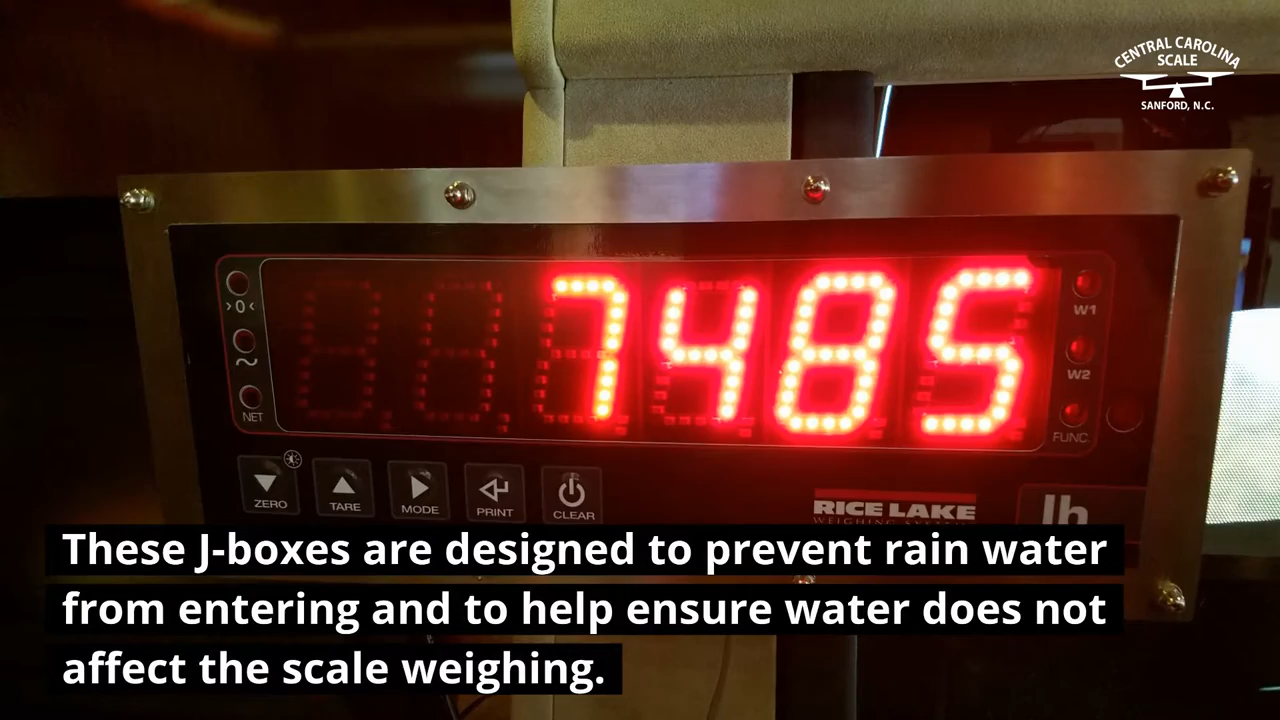 CENTRAL CAROLINA
SCALE
SANFORD, N.C.
>0<
~
NET
7485
W1
W2
FUNC.
ZERO
TARE
MODE
PRINT
CLEAR
RICE LAKE
WEIGHING SYSTEMS
lb
These J-boxes are designed to prevent rain water
from entering and to help ensure water does not
affect the scale weighing.